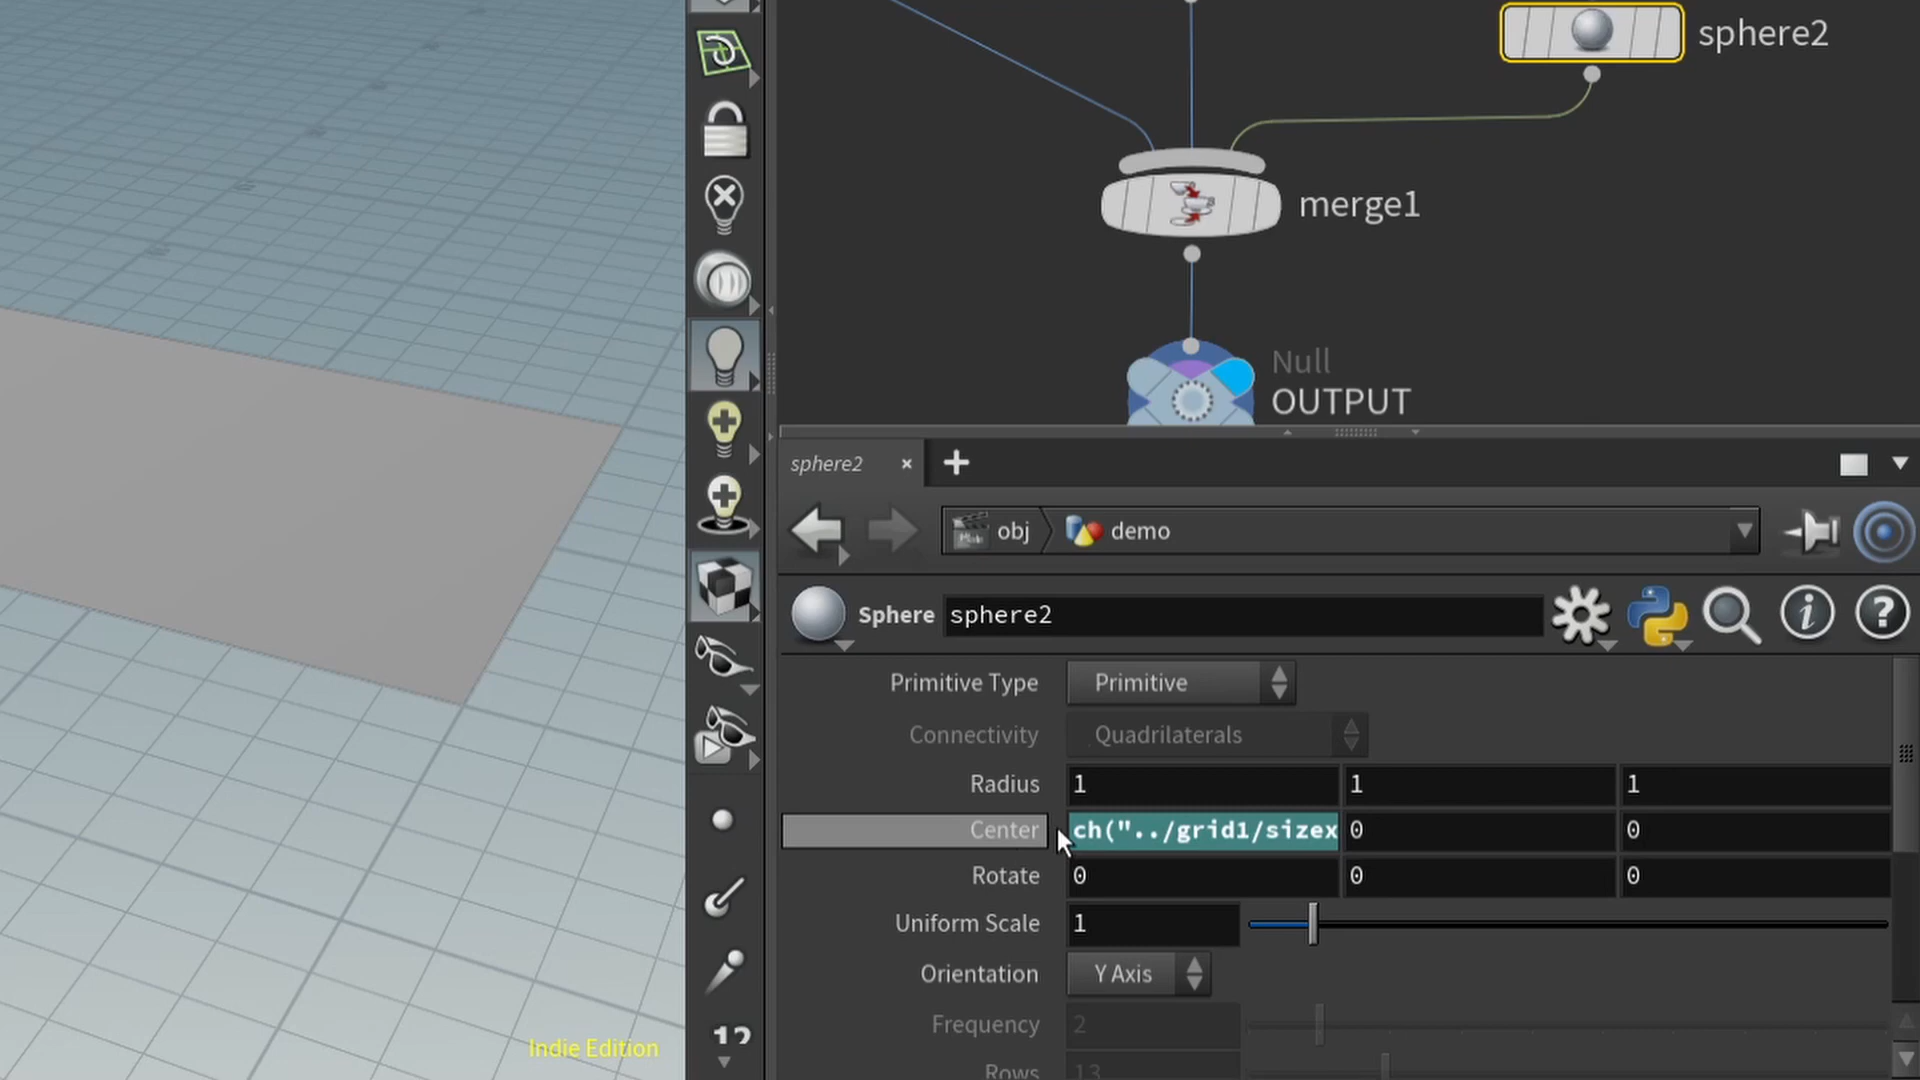 sphere2
merge1
Null
OUTPUT
sphere2
obj demo
Sphere sphere2
Primitive Type Primitive
Connectivity Quadrilaterals
Radius 1 1 1
Center ch("../grid1/sizex 0 0
Rotate 0 0 0
Uniform Scale 1
Orientation Y Axis
Frequency 2
Rows 13
12
Indie Edition